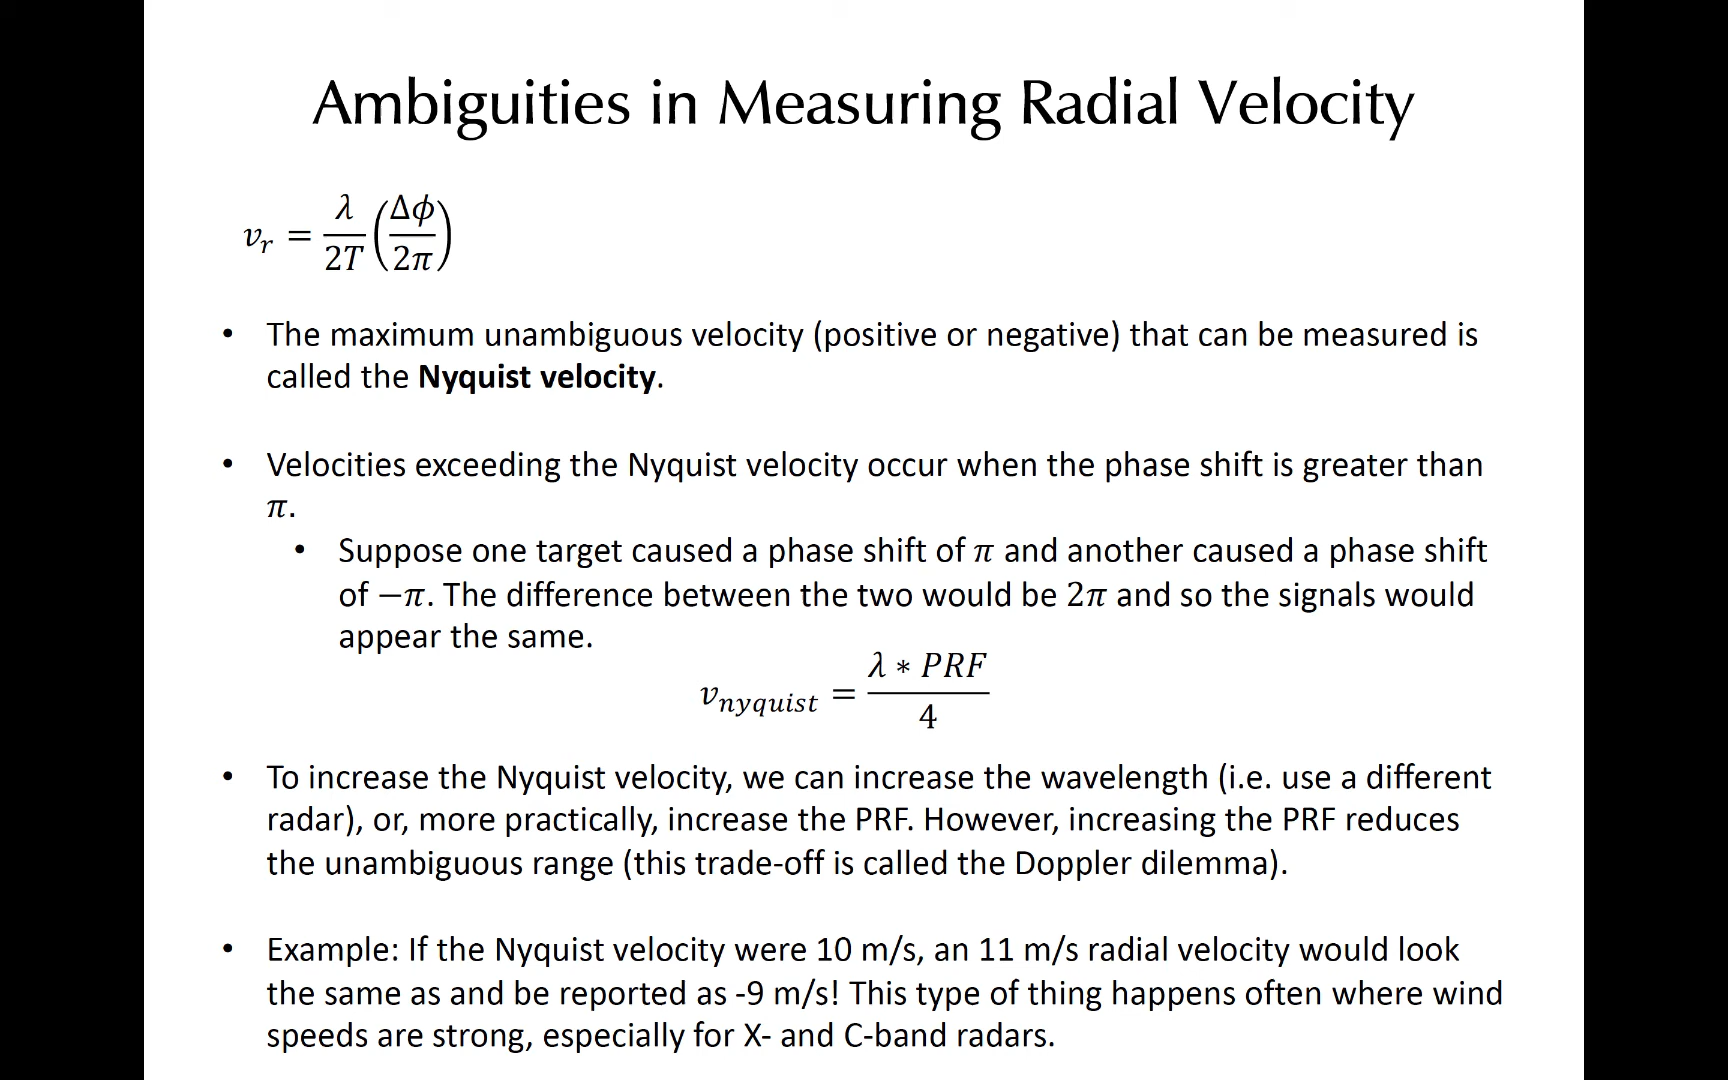 Ambiguities in Measuring Radial Velocity
v_r = \frac{λ}{2T} \left( \frac{Δϕ}{2π} \right)
• The maximum unambiguous velocity (positive or negative) that can be measured is
called the Nyquist velocity.
• Velocities exceeding the Nyquist velocity occur when the phase shift is greater than
π.
• Suppose one target caused a phase shift of π and another caused a phase shift
of −π. The difference between the two would be 2π and so the signals would
appear the same.
v_{nyquist} = \frac{λ * PRF}{4}
• To increase the Nyquist velocity, we can increase the wavelength (i.e. use a different
radar), or, more practically, increase the PRF. However, increasing the PRF reduces
the unambiguous range (this trade-off is called the Doppler dilemma).
• Example: If the Nyquist velocity were 10 m/s, an 11 m/s radial velocity would look
the same as and be reported as -9 m/s! This type of thing happens often where wind
speeds are strong, especially for X- and C-band radars.